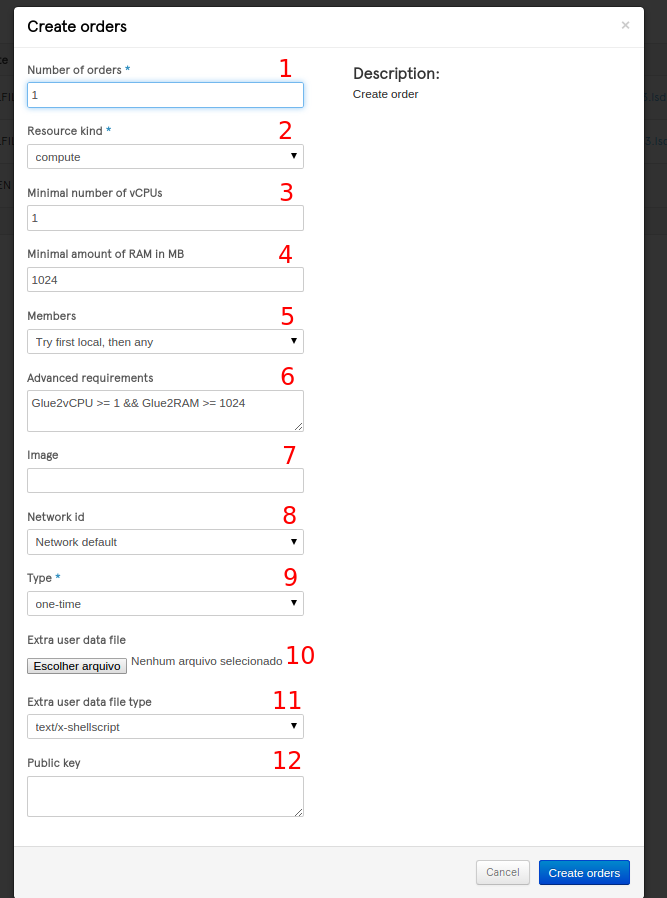 Create orders ×
Number of orders * 1
1
Resource kind * 2
compute
Minimal number of vCPUs 3
1
Minimal amount of RAM in MB 4
1024
Members 5
Try first local, then any
Advanced requirements 6
Glue2vCPU >= 1 && Glue2RAM >= 1024
Image 7
Network id 8
Network default
Type * 9
one-time
Extra user data file
Escolher arquivo Nenhum arquivo selecionado 10
Extra user data file type 11
text/x-shellscript
Public key 12
Description:
Create order
Cancel Create orders